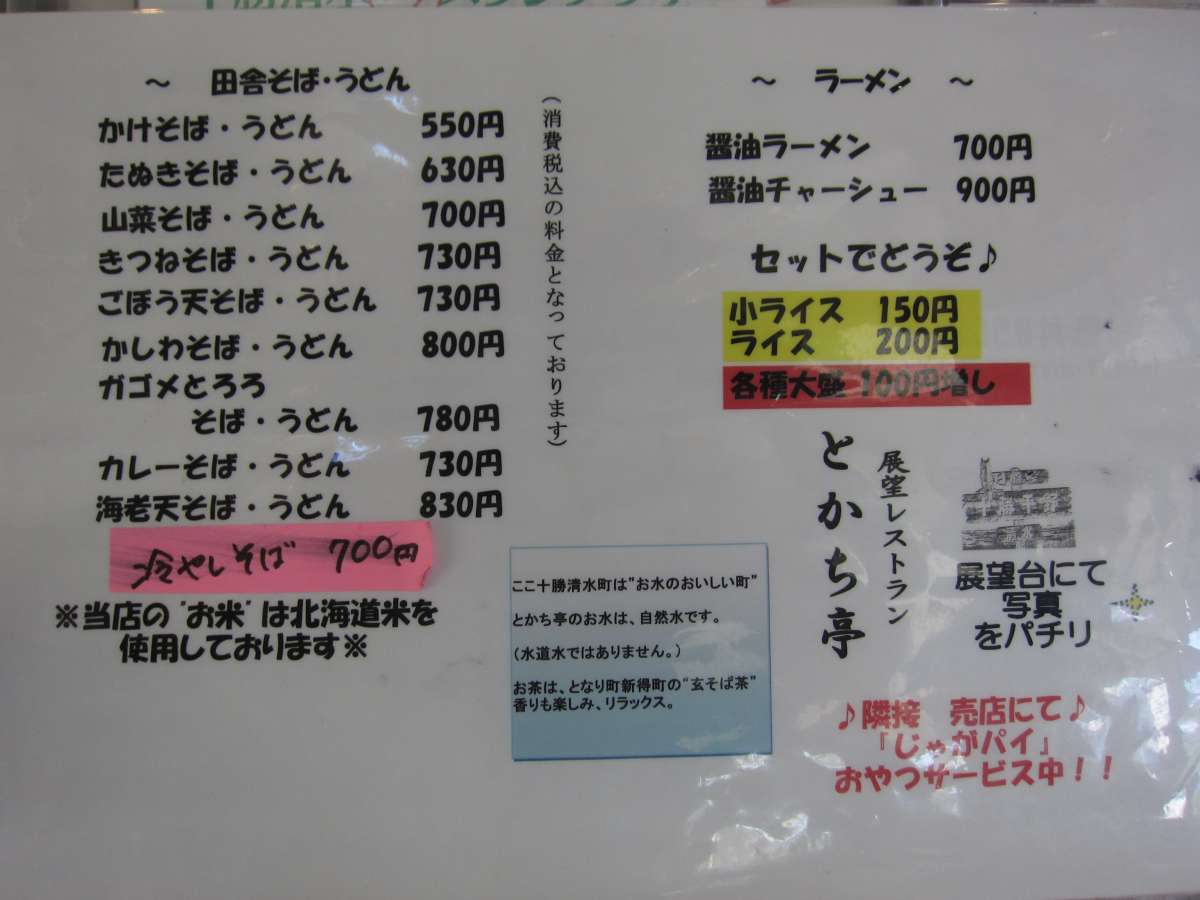 ～ 田舎そば・うどん
かけそば・うどん 550円
たぬきそば・うどん 630円
山菜そば・うどん 700円
きつねそば・うどん 730円
ごぼう天そば・うどん 730円
かしわそば・うどん 800円
ガゴメとろろ
そば・うどん 780円
カレーそば・うどん 730円
海老天そば・うどん 830円
冷やしそば 700円
※当店の"お米"は北海道米を
使用しております※
（消費税込の料金となっております）
～ ラーメン ～
醤油ラーメン 700円
醤油チャーシュー 900円
セットでどうぞ♪
小ライス 150円
ライス 200円
各種大盛 100円増し
展望レストラン
とかち亭
展望台にて
写真
をパチリ
ここ十勝清水町は"お水のおいしい町"
とかち亭のお水は、自然水です。
（水道水ではありません。）
お茶は、となり町新得町の"玄そば茶"
香りも楽しみ、リラックス。
♪隣接 売店にて♪
『じゃがパイ』
おやつサービス中！！